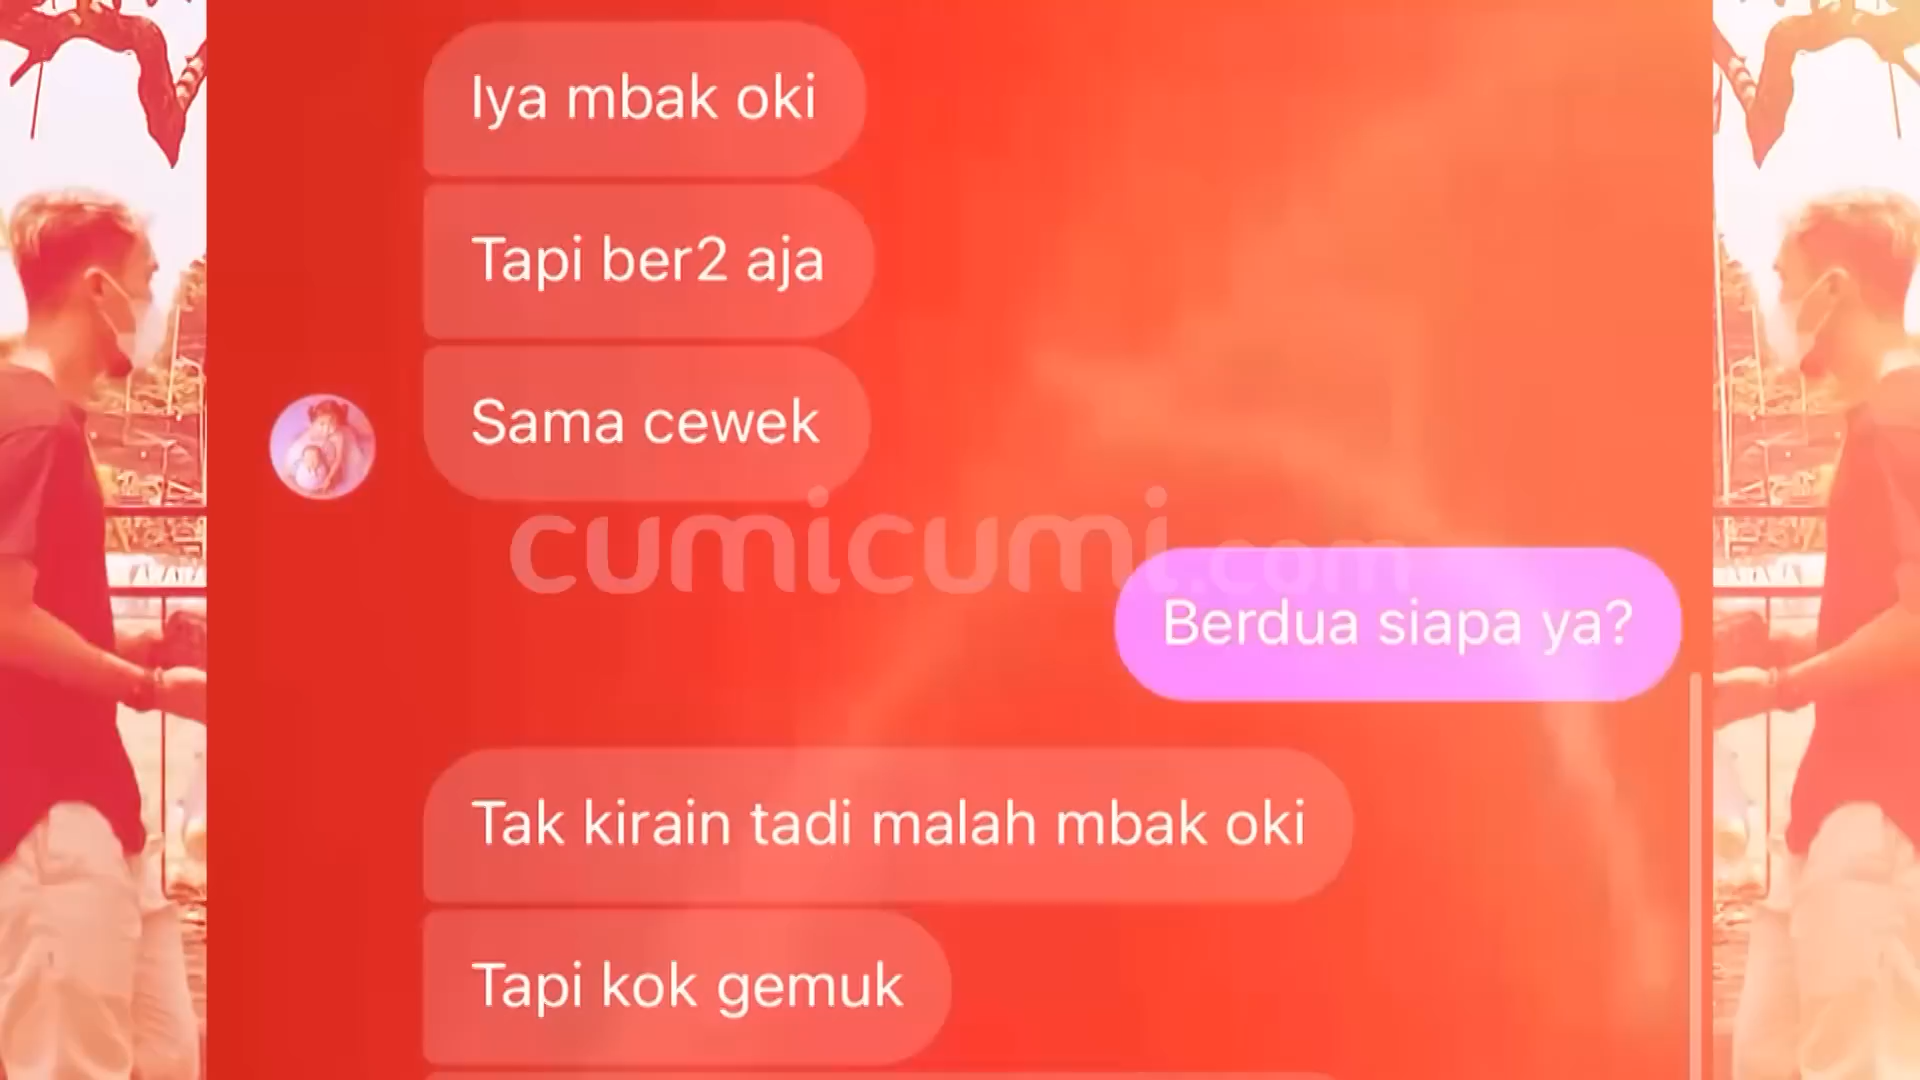 Iya mbak oki
Tapi ber2 aja
Sama cewek
cumicumi.com
Berdua siapa ya?
Tak kirain tadi malah mbak oki
Tapi kok gemuk